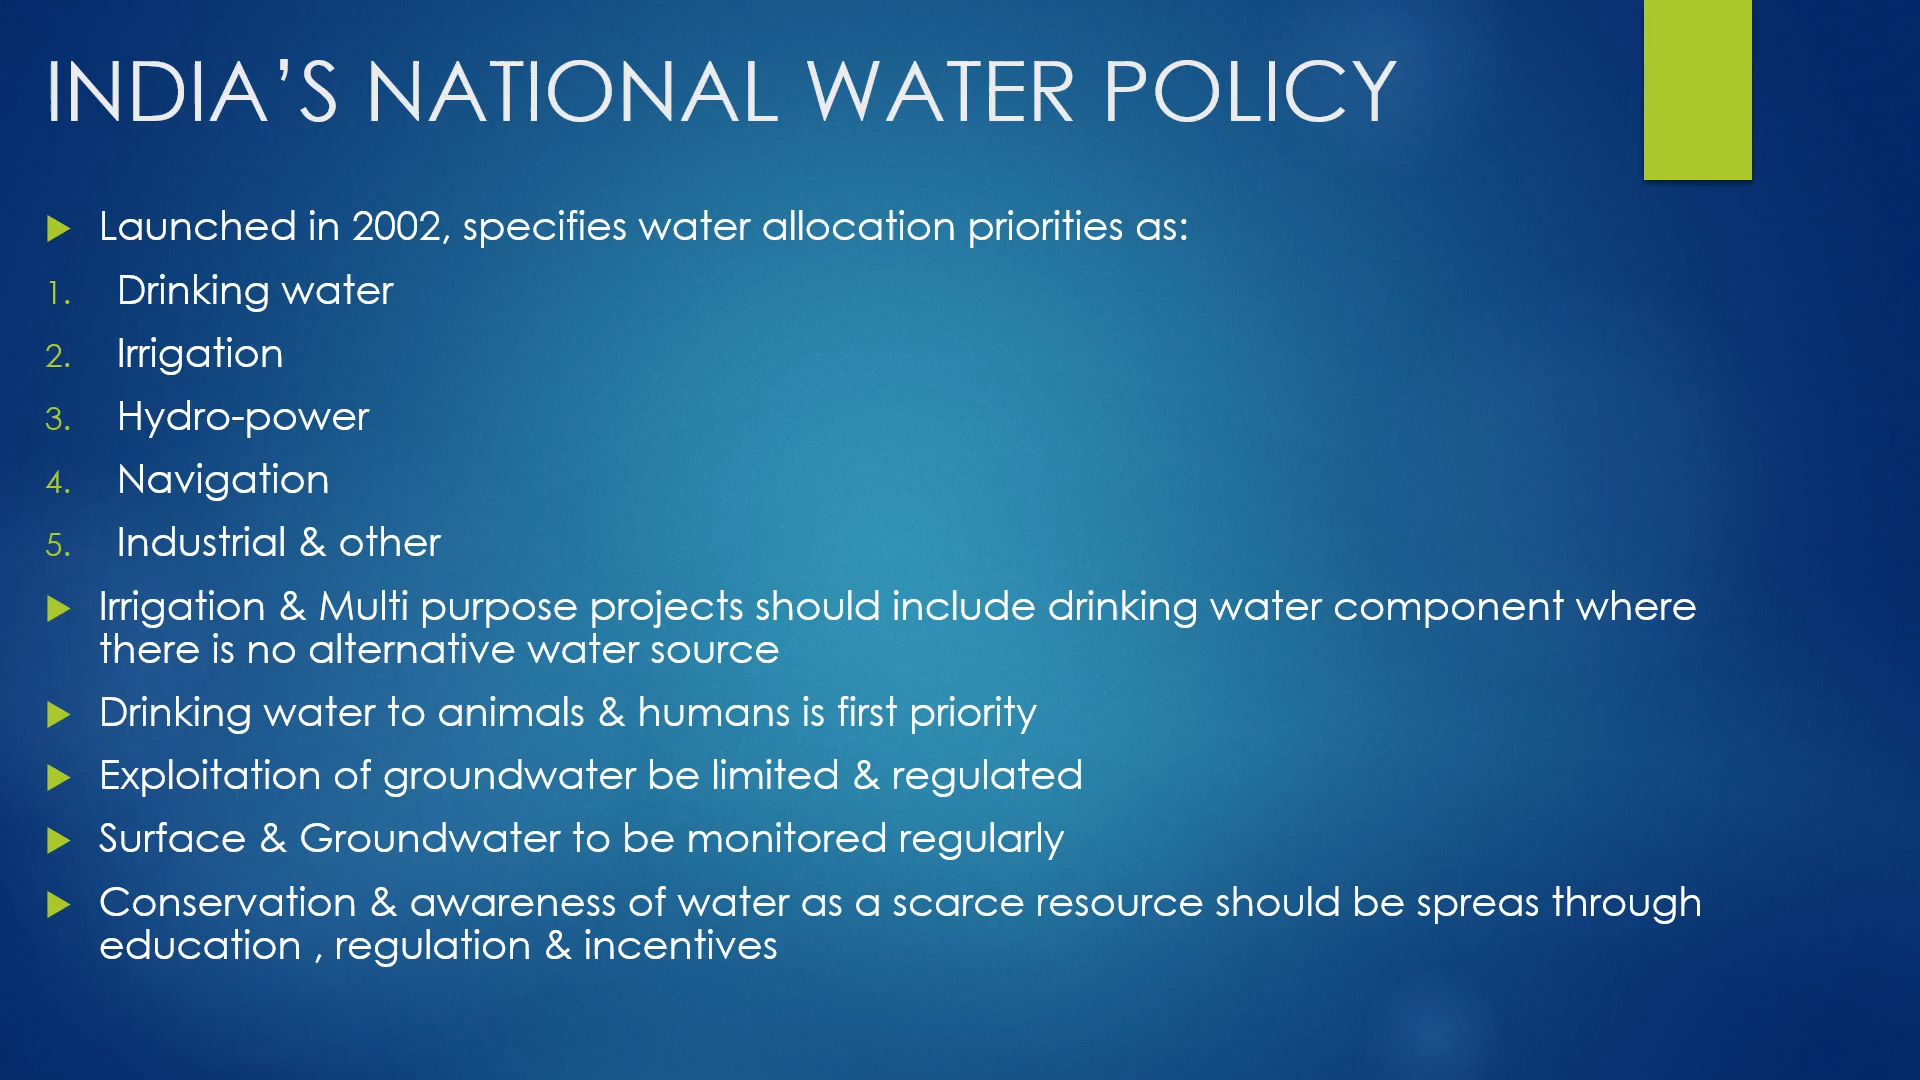 INDIA’S NATIONAL WATER POLICY
Launched in 2002, specifies water allocation priorities as:
1. Drinking water
2. Irrigation
3. Hydro-power
4. Navigation
5. Industrial & other
Irrigation & Multi purpose projects should include drinking water component where
there is no alternative water source
Drinking water to animals & humans is first priority
Exploitation of groundwater be limited & regulated
Surface & Groundwater to be monitored regularly
Conservation & awareness of water as a scarce resource should be spreas through
education , regulation & incentives